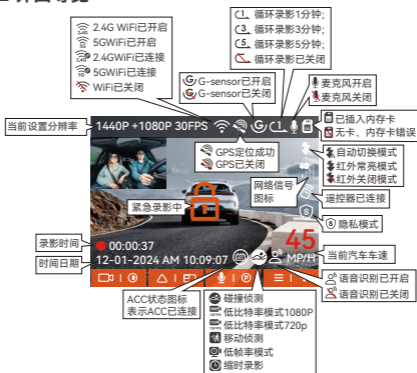 2.4G WiFi已开启
5GWiFi已开启
2.4GWiFi已连接
5GWiFi已连接
WiFi已关闭
G-sensor已开启
G-sensor已关闭
循环录影1分钟;
循环录影3分钟;
循环录影5分钟;
循环录影已关闭
麦克风开启
麦克风关闭
已插入内存卡
无卡、内存卡错误
当前设置分辨率
1440P+1080P 30FPS
GPS定位成功
GPS已关闭
自动切换模式
红外常亮模式
红外关闭模式
网络信号
图标
遥控器已连接
紧急录影中
隐私模式
录影时间
00:00:37
45
MP/H
当前汽车车速
时间日期
12-01-2024 AM 10:09:07
语音识别已开启
语音识别已关闭
ACC状态图标
表示ACC已连接
碰撞侦测
低比特率模式1080P
低比特率模式720p
移动侦测
低帧率模式
缩时录影